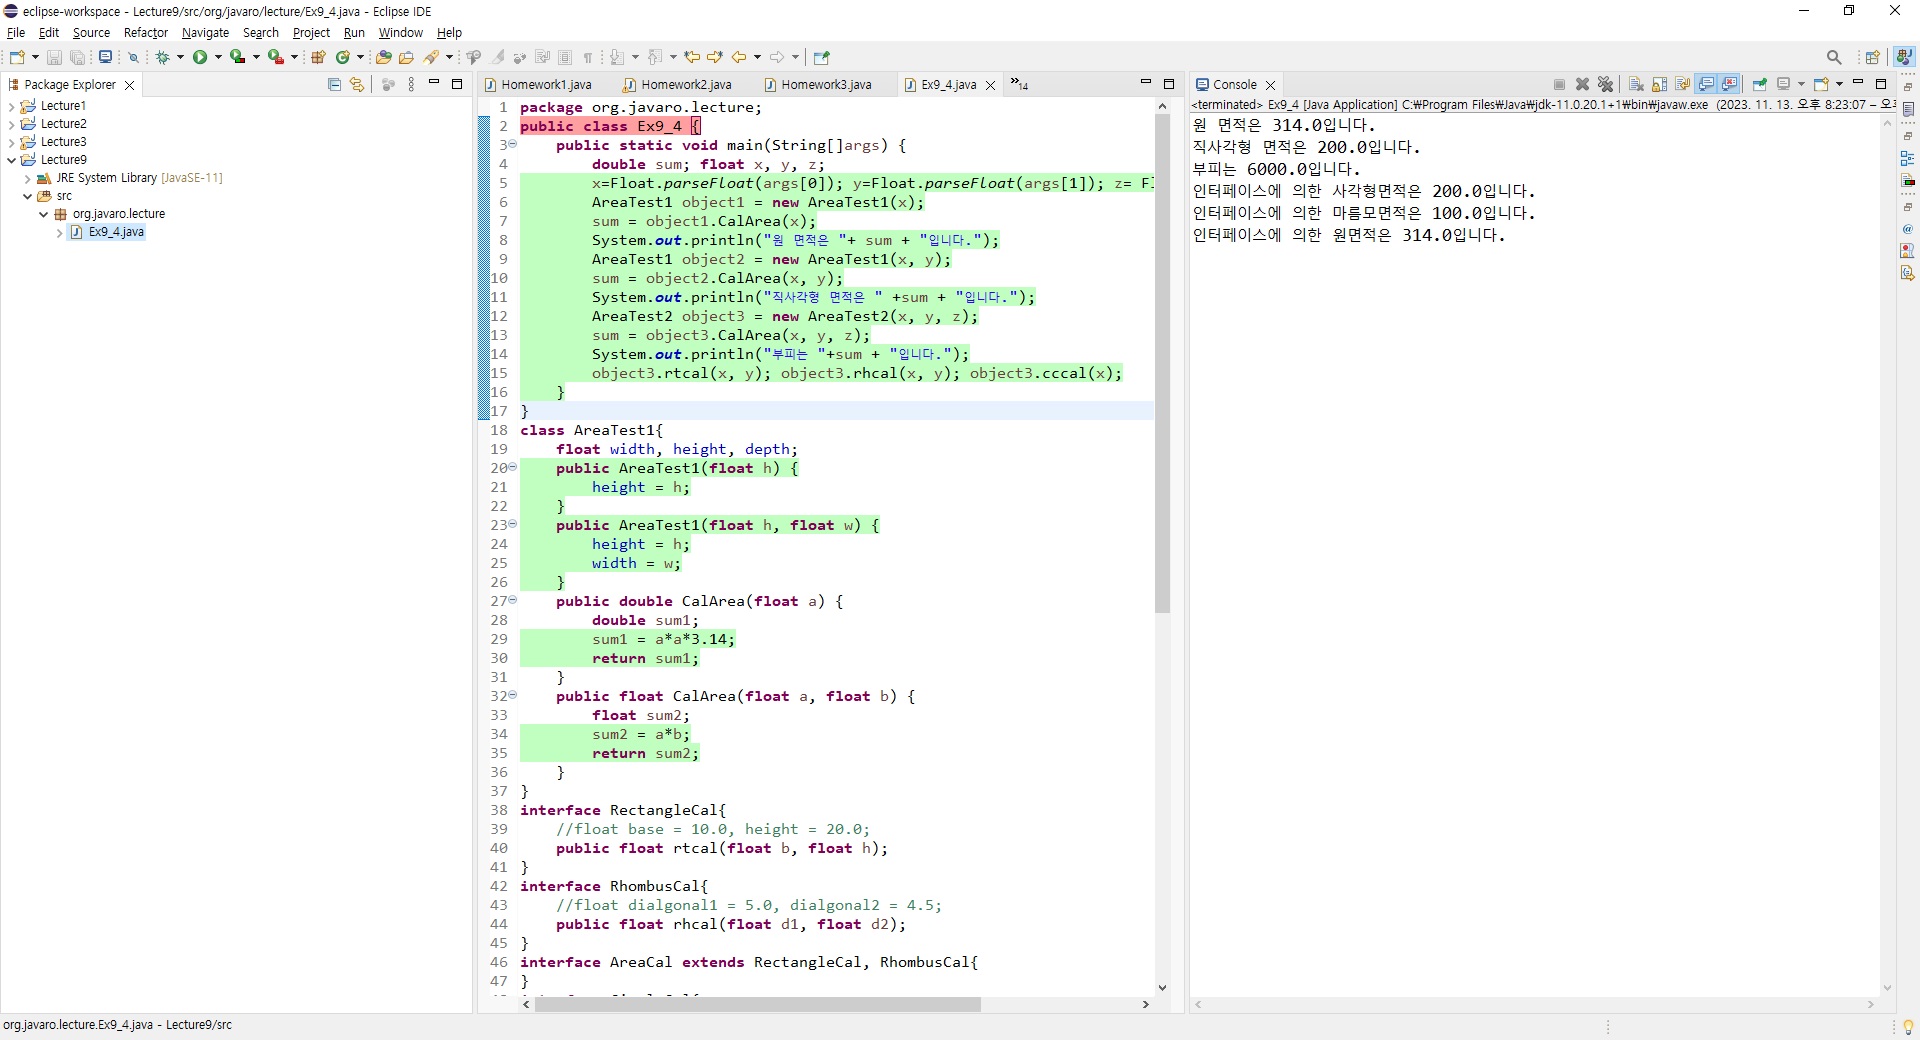 eclipse-workspace - Lecture9/src/org/javaro/lecture/Ex9_4.java - Eclipse IDE
File Edit Source Refactor Navigate Search Project Run Window Help
Package Explorer
Lecture1
Lecture2
Lecture3
Lecture9
JRE System Library [JavaSE-11]
src
org.javaro.lecture
Ex9_4.java
Homework1.java Homework2.java Homework3.java Ex9_4.java »14
1 package org.javaro.lecture;
2 public class Ex9_4 {
3 public static void main(String[]args) {
4 double sum; float x, y, z;
5 x=Float.parseFloat(args[0]); y=Float.parseFloat(args[1]); z= Fl
6 AreaTest1 object1 = new AreaTest1(x);
7 sum = object1.CalArea(x);
8 System.out.println("원 면적은 "+ sum + "입니다.");
9 AreaTest1 object2 = new AreaTest1(x, y);
10 sum = object2.CalArea(x, y);
11 System.out.println("직사각형 면적은 " +sum + "입니다.");
12 AreaTest2 object3 = new AreaTest2(x, y, z);
13 sum = object3.CalArea(x, y, z);
14 System.out.println("부피는 "+sum + "입니다.");
15 object3.rtcal(x, y); object3.rhcal(x, y); object3.cccal(x);
16 }
17 }
18 class AreaTest1{
19 float width, height, depth;
20 public AreaTest1(float h) {
21 height = h;
22 }
23 public AreaTest1(float h, float w) {
24 height = h;
25 width = w;
26 }
27 public double CalArea(float a) {
28 double sum1;
29 sum1 = a*a*3.14;
30 return sum1;
31 }
32 public float CalArea(float a, float b) {
33 float sum2;
34 sum2 = a*b;
35 return sum2;
36 }
37 }
38 interface RectangleCal{
39 //float base = 10.0, height = 20.0;
40 public float rtcal(float b, float h);
41 }
42 interface RhombusCal{
43 //float dialgonal1 = 5.0, dialgonal2 = 4.5;
44 public float rhcal(float d1, float d2);
45 }
46 interface AreaCal extends RectangleCal, RhombusCal{
47 }
Console
<terminated> Ex9_4 [Java Application] C:₩Program Files₩Java₩jdk-11.0.20.1+1₩bin₩javaw.exe (2023. 11. 13. 오후 8:23:07 – 오
원 면적은 314.0입니다.
직사각형 면적은 200.0입니다.
부피는 6000.0입니다.
인터페이스에 의한 사각형면적은 200.0입니다.
인터페이스에 의한 마름모면적은 100.0입니다.
인터페이스에 의한 원면적은 314.0입니다.
org.javaro.lecture.Ex9_4.java - Lecture9/src